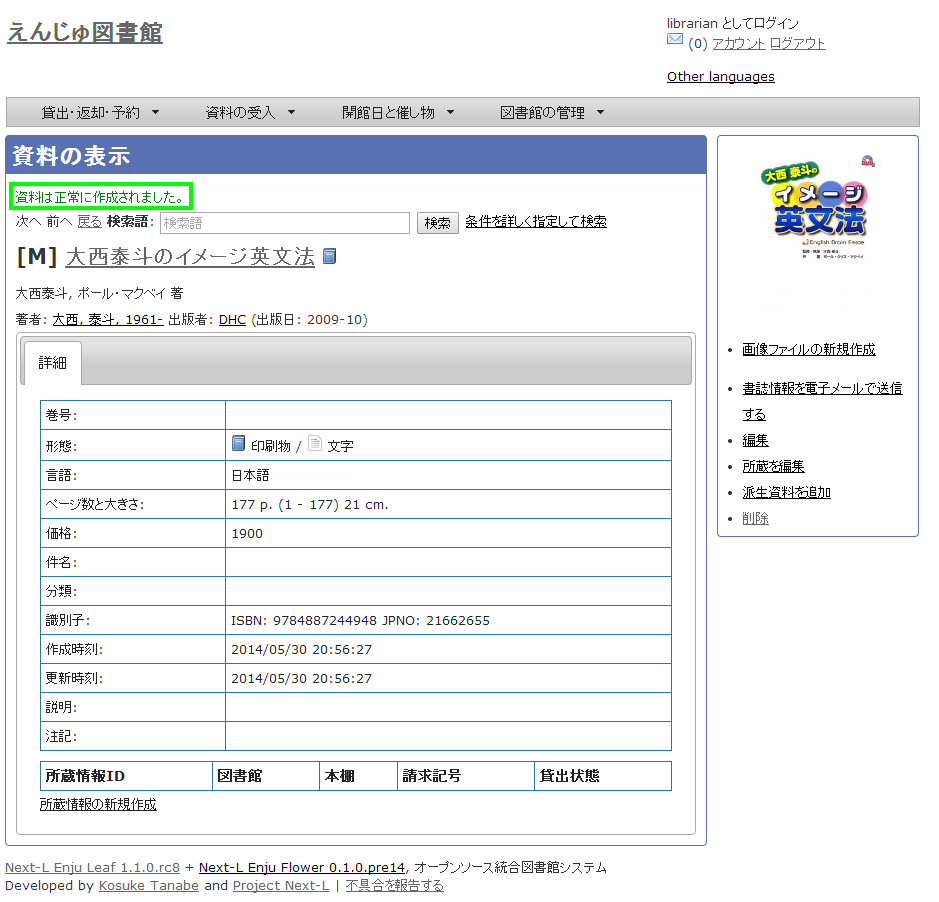 えんじゅ図書館
librarian としてログイン
(0) アカウント ログアウト
Other languages
貸出・返却・予約 資料の受入 開館日と催し物 図書館の管理
資料の表示
資料は正常に作成されました。
次へ 前へ 戻る 検索語: 検索語 検索 条件を詳しく指定して検索
[M] 大西泰斗のイメージ英文法
大西泰斗, ポール・マクベイ 著
著者: 大西, 泰斗, 1961- 出版者: DHC (出版日: 2009-10)
詳細
巻号:
形態: 印刷物 / 文字
言語: 日本語
ページ数と大きさ: 177 p. (1 - 177) 21 cm.
価格: 1900
件名:
分類:
識別子: ISBN: 9784887244948 JPNO: 21662655
作成時刻: 2014/05/30 20:56:27
更新時刻: 2014/05/30 20:56:27
説明:
注記:
所蔵情報ID 図書館 本棚 請求記号 貸出状態
所蔵情報の新規作成
大西 泰斗の
イメージ
英文法
English Drain Force
画像ファイルの新規作成
書誌情報を電子メールで送信
する
編集
所蔵を編集
派生資料を追加
削除
Next-L Enju Leaf 1.1.0.rc8 + Next-L Enju Flower 0.1.0.pre14, オープンソース統合図書館システム
Developed by Kosuke Tanabe and Project Next-L | 不具合を報告する